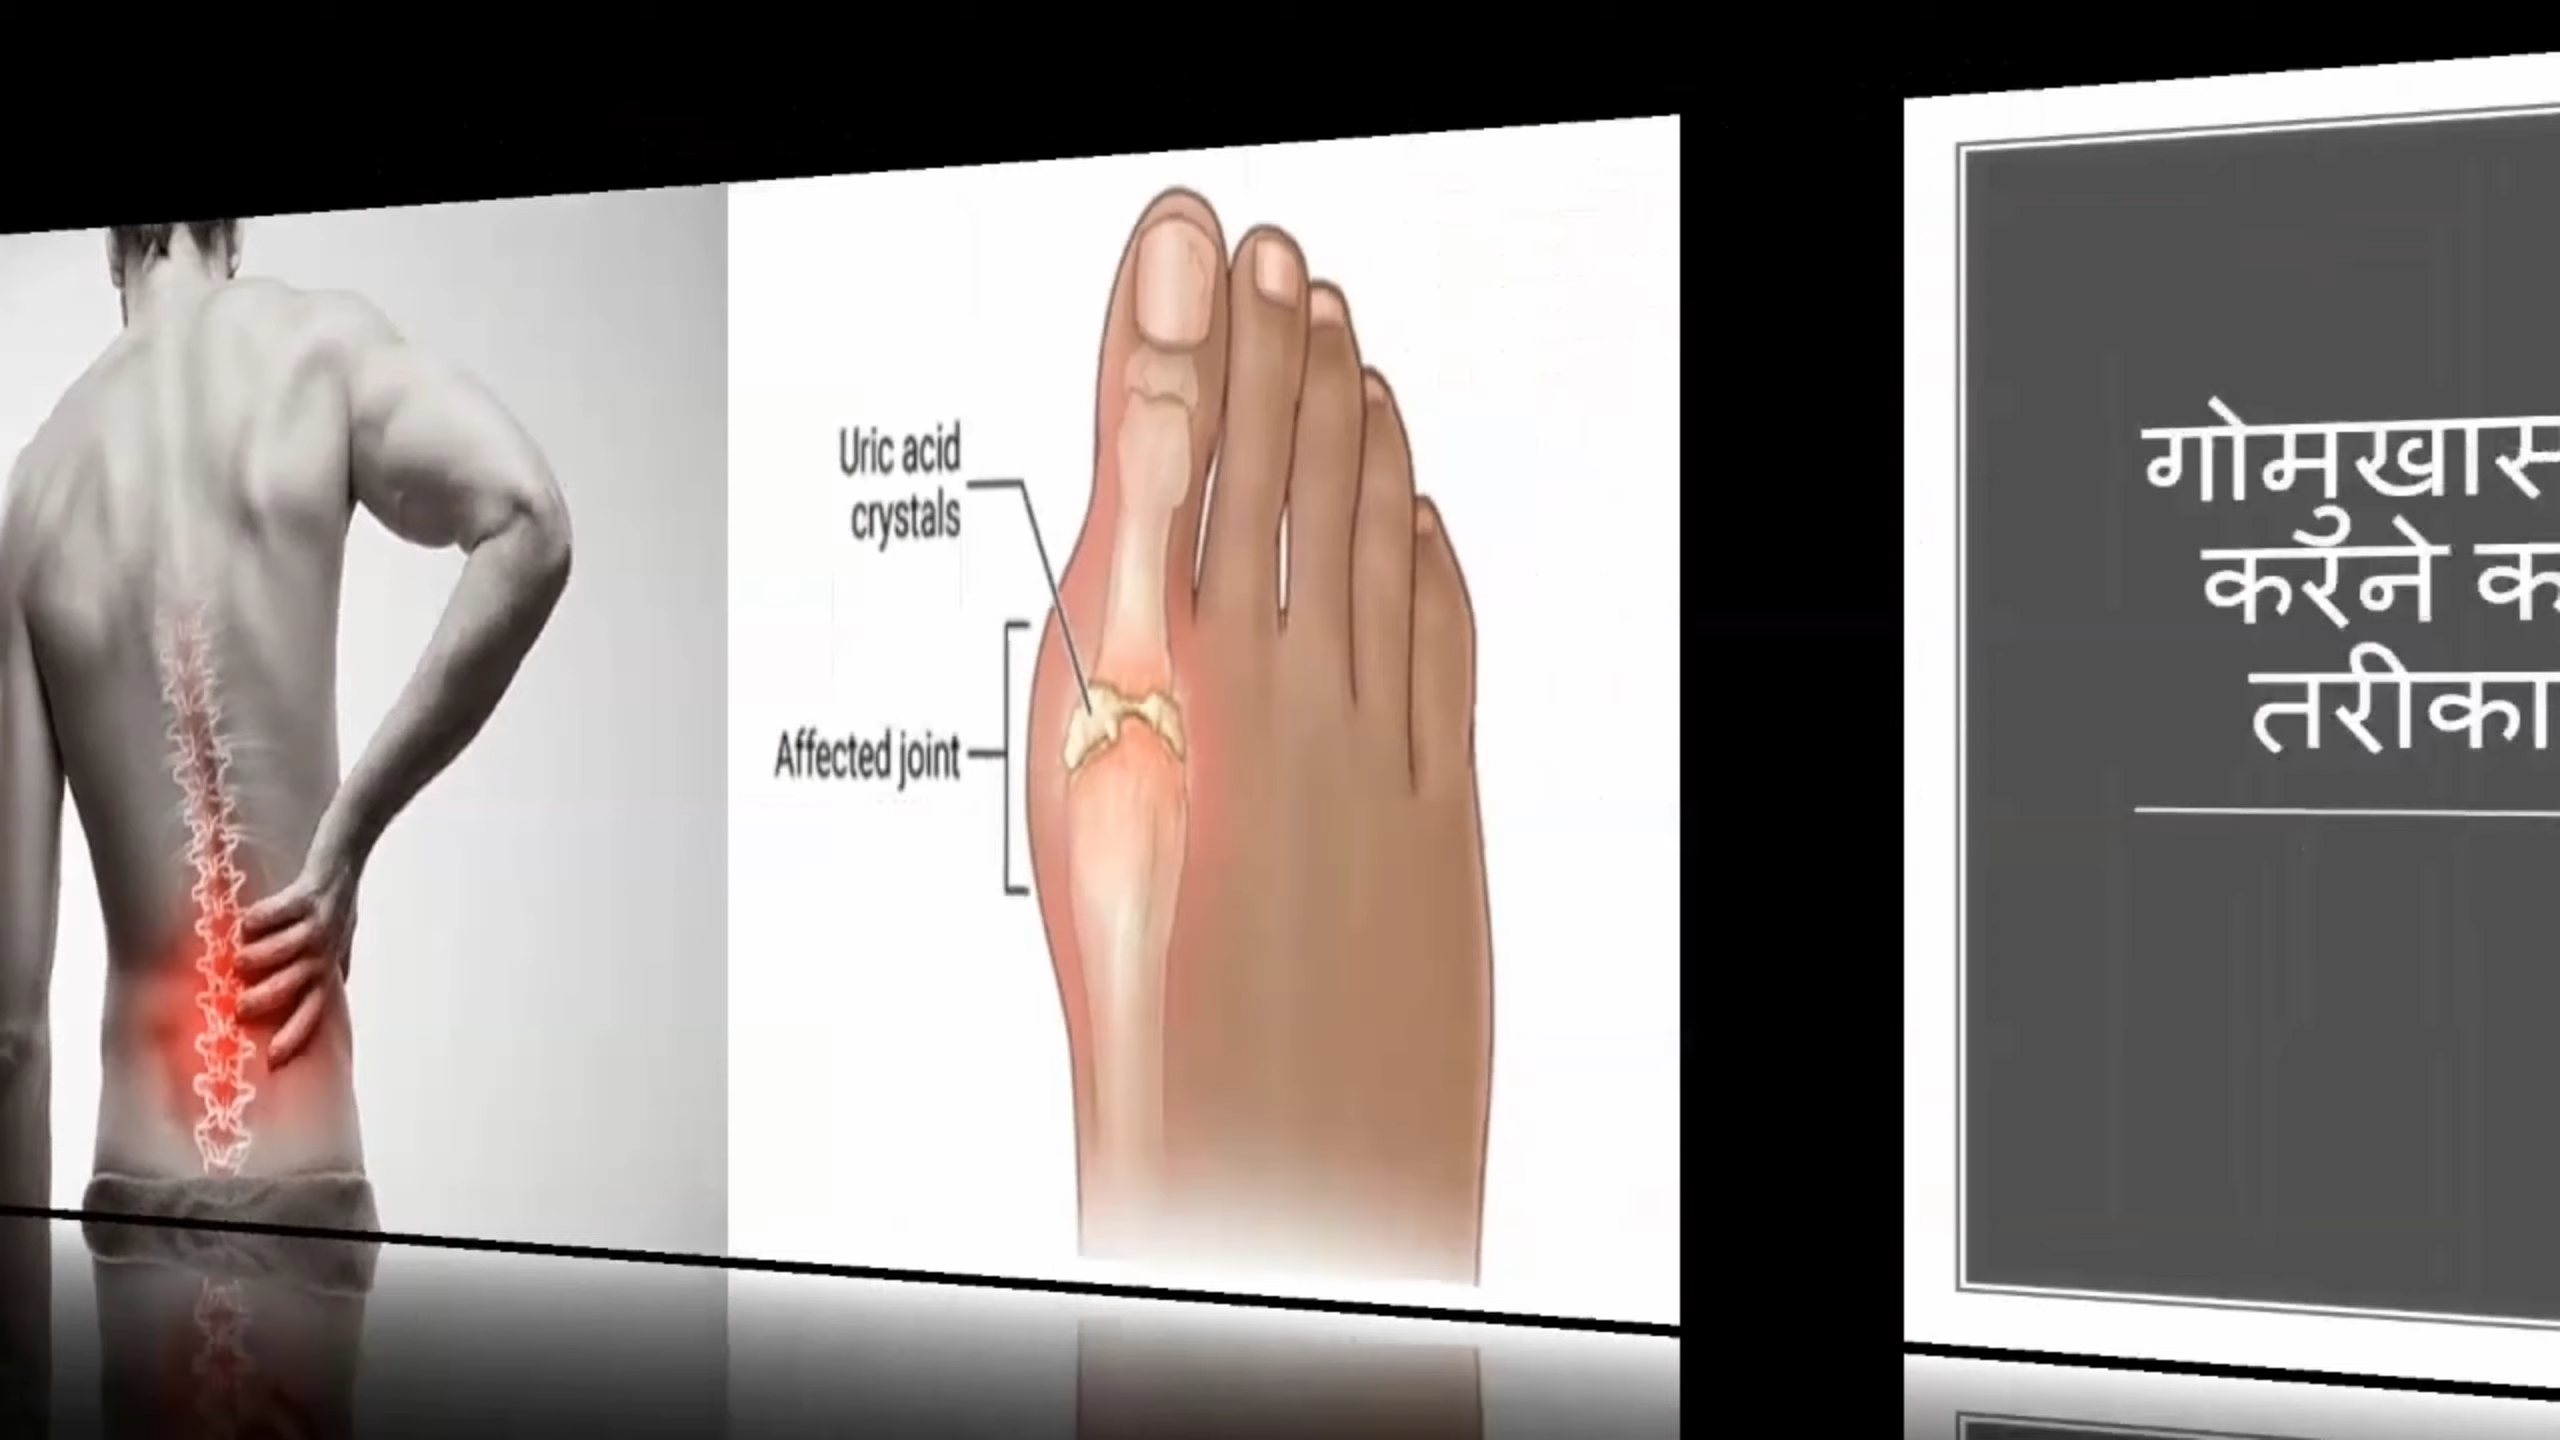 Uric acid
crystals
Affected joint
गोमुखास
करने क
तरीका